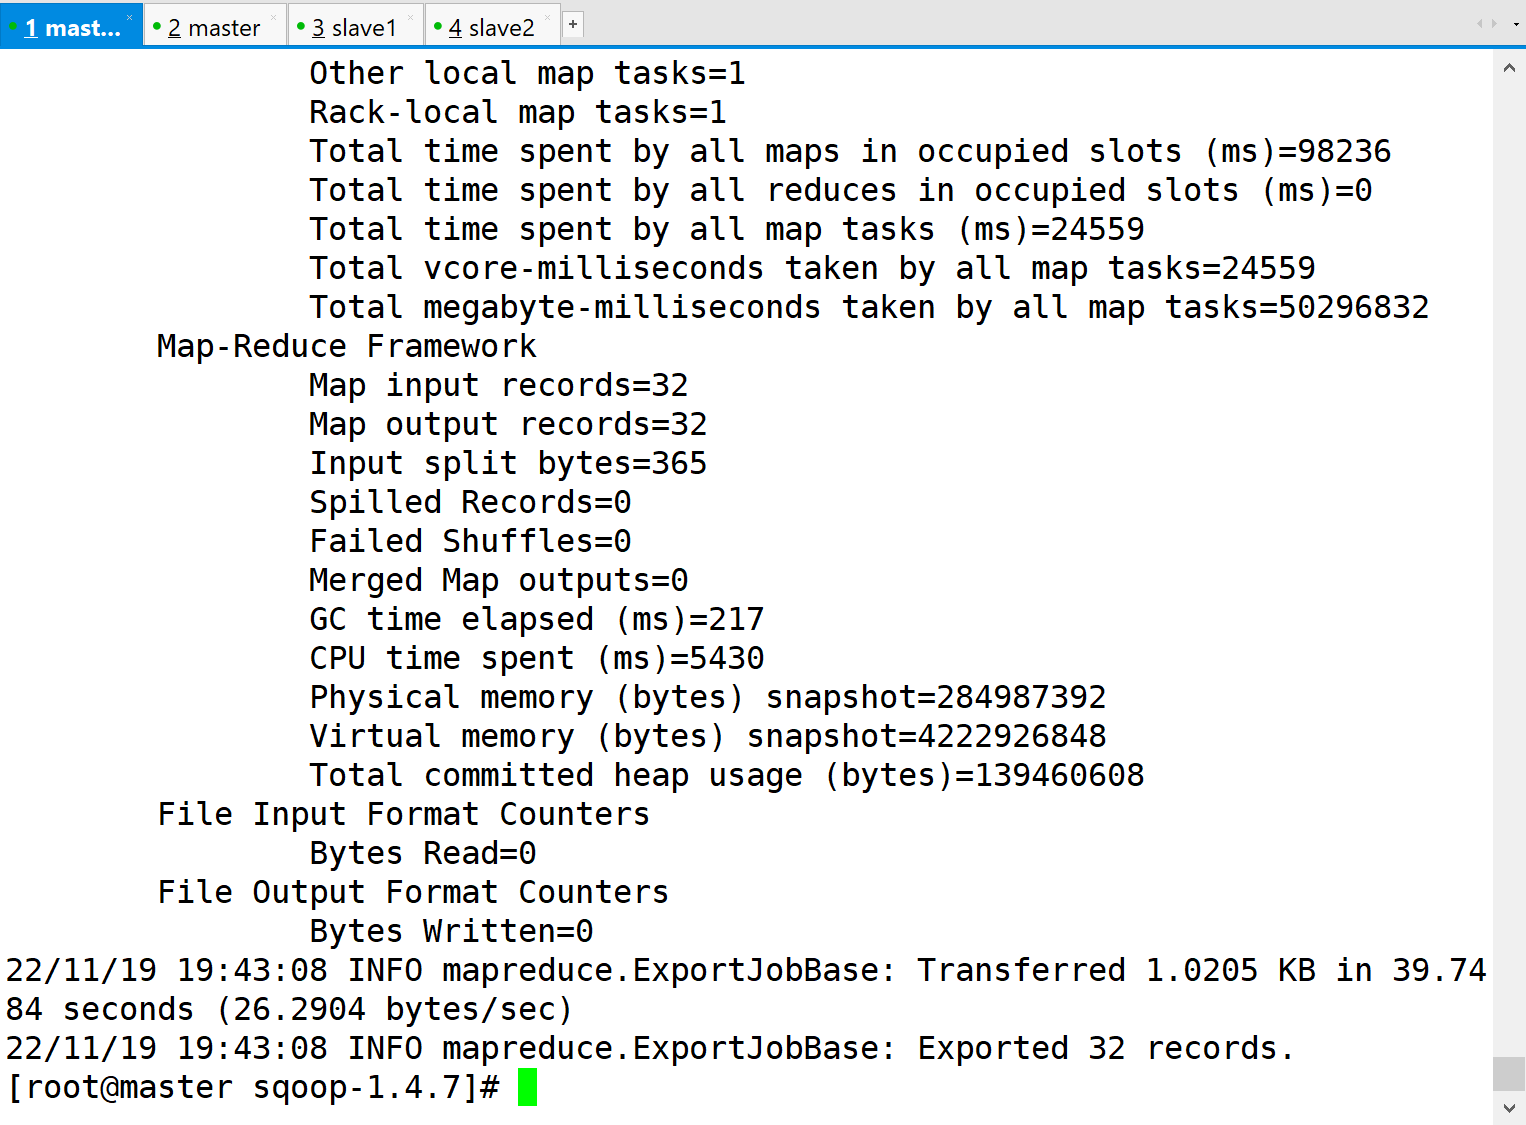 1 mast... × 2 master × 3 slave1 × 4 slave2 × +
Other local map tasks=1
Rack-local map tasks=1
Total time spent by all maps in occupied slots (ms)=98236
Total time spent by all reduces in occupied slots (ms)=0
Total time spent by all map tasks (ms)=24559
Total vcore-milliseconds taken by all map tasks=24559
Total megabyte-milliseconds taken by all map tasks=50296832
Map-Reduce Framework
Map input records=32
Map output records=32
Input split bytes=365
Spilled Records=0
Failed Shuffles=0
Merged Map outputs=0
GC time elapsed (ms)=217
CPU time spent (ms)=5430
Physical memory (bytes) snapshot=284987392
Virtual memory (bytes) snapshot=4222926848
Total committed heap usage (bytes)=139460608
File Input Format Counters
Bytes Read=0
File Output Format Counters
Bytes Written=0
22/11/19 19:43:08 INFO mapreduce.ExportJobBase: Transferred 1.0205 KB in 39.74
84 seconds (26.2904 bytes/sec)
22/11/19 19:43:08 INFO mapreduce.ExportJobBase: Exported 32 records.
[root@master sqoop-1.4.7]#